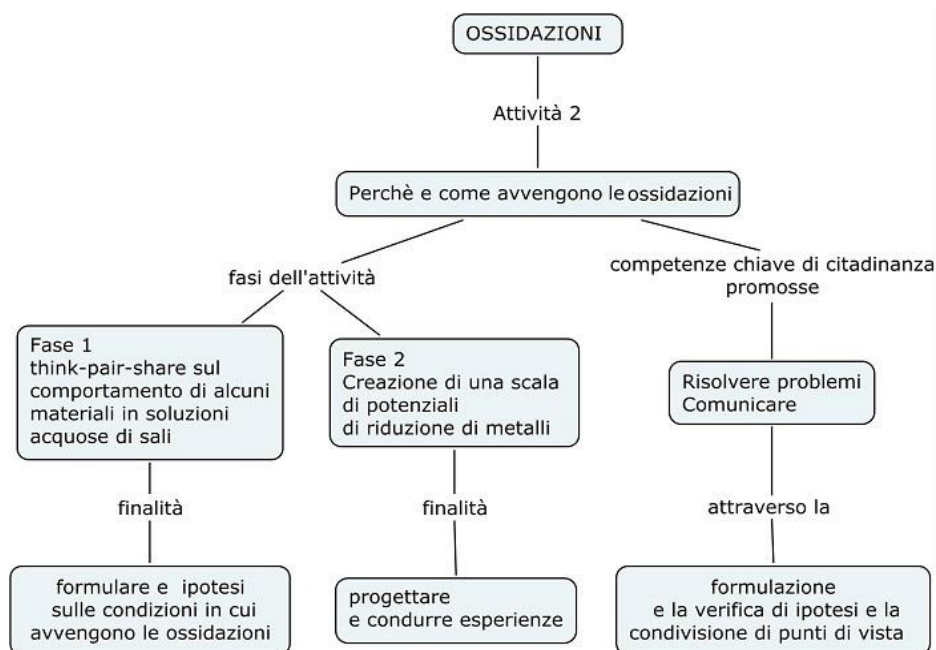 OSSIDAZIONI
Attività 2
Perchè e come avvengono le ossidazioni
fasi dell'attività
competenze chiave di citadinanza
promosse
Fase 1
think-pair-share sul
comportamento di alcuni
materiali in soluzioni
acquose di sali
Fase 2
Creazione di una scala
di potenziali
di riduzione di metalli
Risolvere problemi
Comunicare
finalità
finalità
attraverso la
formulare e ipotesi
sulle condizioni in cui
avvengono le ossidazioni
progettare
e condurre esperienze
formulazione
e la verifica di ipotesi e la
condivisione di punti di vista